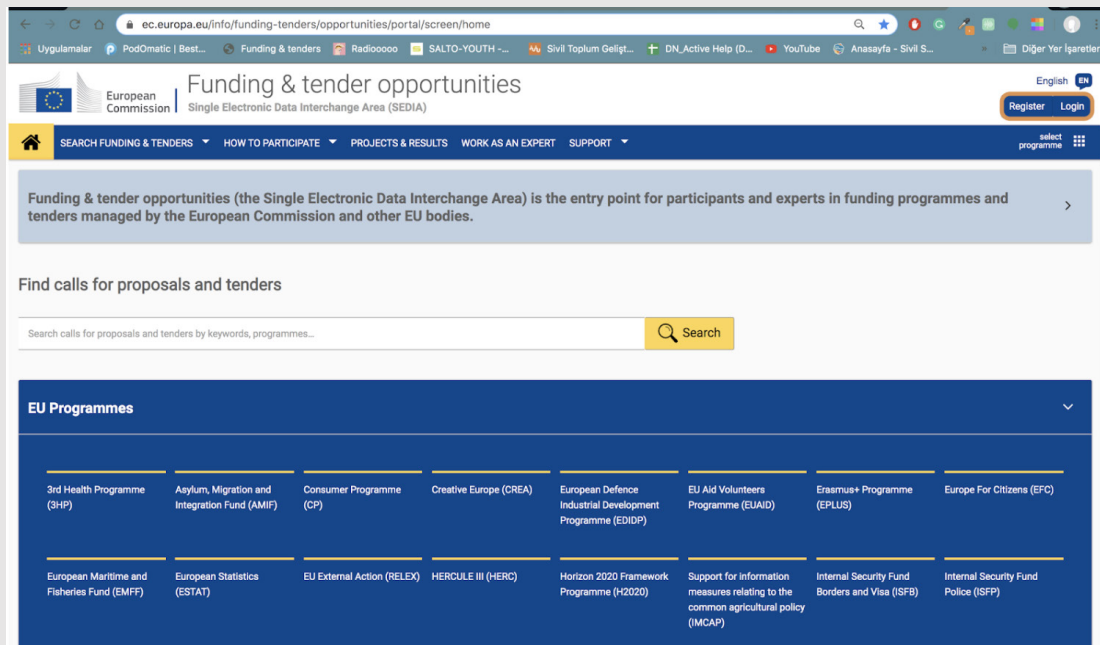 ec.europa.eu/info/funding-tenders/opportunities/portal/screen/home
Uygulamalar PodOmatic | Best... Funding & tenders Radiooooo SALTO-YOUTH -... Sivil Toplum Gelişt... DN_Active Help (D... YouTube Anasayfa - Sivil S... » Diğer Yer İşaretler
European
Commission
Funding & tender opportunities
Single Electronic Data Interchange Area (SEDIA)
English EN
Register Login
SEARCH FUNDING & TENDERS HOW TO PARTICIPATE PROJECTS & RESULTS WORK AS AN EXPERT SUPPORT
select
programme
Funding & tender opportunities (the Single Electronic Data Interchange Area) is the entry point for participants and experts in funding programmes and
tenders managed by the European Commission and other EU bodies.
Find calls for proposals and tenders
Search calls for proposals and tenders by keywords, programmes...
Search
EU Programmes
3rd Health Programme
(3HP)
Asylum, Migration and
Integration Fund (AMIF)
Consumer Programme
(CP)
Creative Europe (CREA)
European Defence
Industrial Development
Programme (EDIDP)
EU Aid Volunteers
Programme (EUAID)
Erasmus+ Programme
(EPLUS)
Europe For Citizens (EFC)
European Maritime and
Fisheries Fund (EMFF)
European Statistics
(ESTAT)
EU External Action (RELEX)
HERCULE III (HERC)
Horizon 2020 Framework
Programme (H2020)
Support for information
measures relating to the
common agricultural policy
(IMCAP)
Internal Security Fund
Borders and Visa (ISFB)
Internal Security Fund
Police (ISFP)